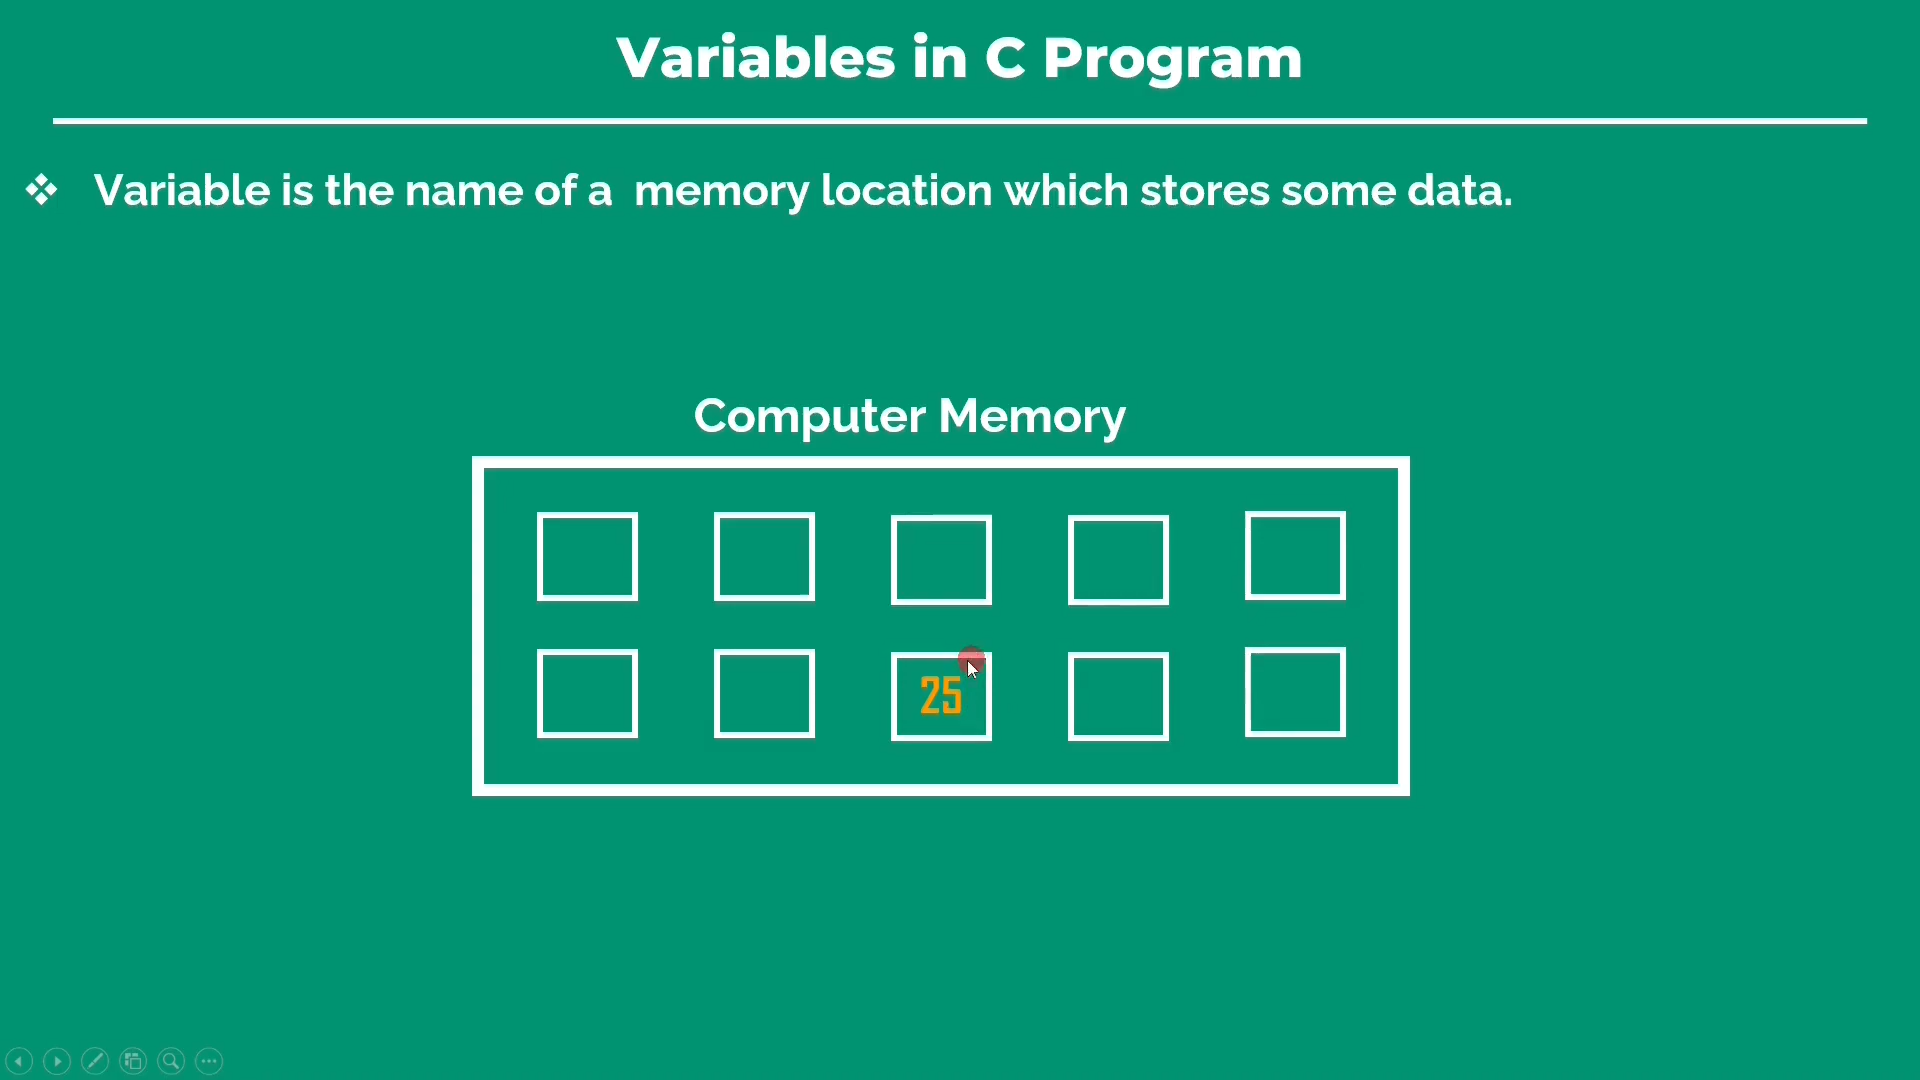 Variables in C Program
❖ Variable is the name of a memory location which stores some data.
Computer Memory
25